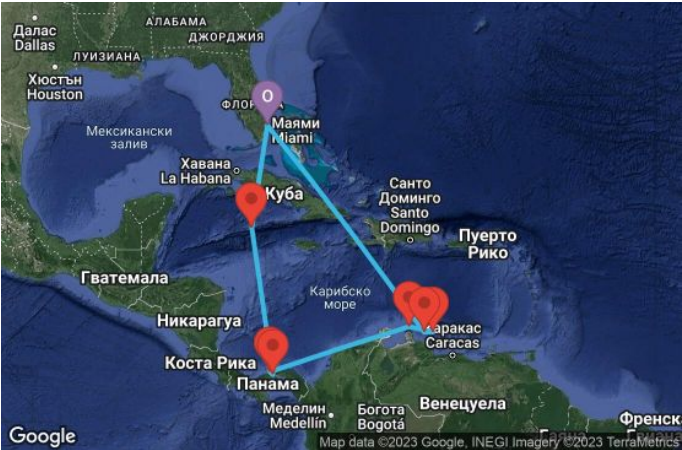 Далас
Dallas
АЛАБАМА
ДЖОРДЖИЯ
ЛУИЗИАНА
Хюстън
Houston
ФЛОР
О
Маями
Miami
Мексикански
залив
Хавана
La Habana
Куба
Санто
Доминго
Santo
Domingo
Пуерто
Рико
Гватемала
Карибско
море
Никарагуа
Каракас
Caracas
Коста Рика
Панама
Меделин
Medellín
Богота
Bogotá
Венецуела
Френск
Google
Map data ©2023 Google, INEGI Imagery ©2023 TerraMetrics